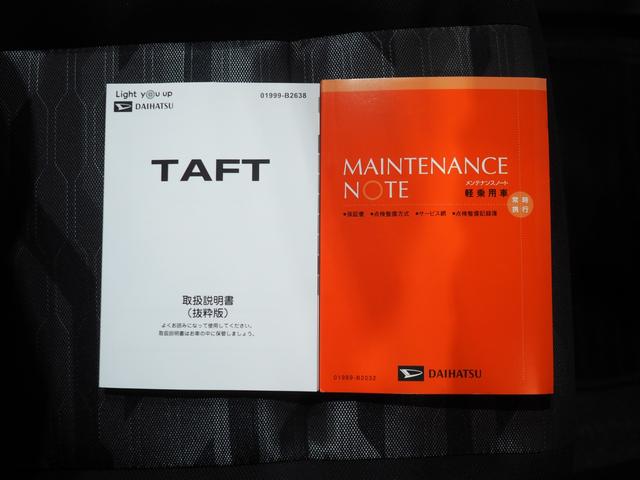 Light you up
DAIHATSU
01999-B2638
TAFT
取扱説明書
（抜粋版）
よくお読みになって使用してください。
取扱説明書はお車の中に保管しましょう。
MAINTENANCE
NOTE
メンテナンスノート
軽乗用車
常時
携行
●保証書 ●点検整備方式 ●サービス網 ●点検整備記録簿
01989-B2032
DAIHATSU